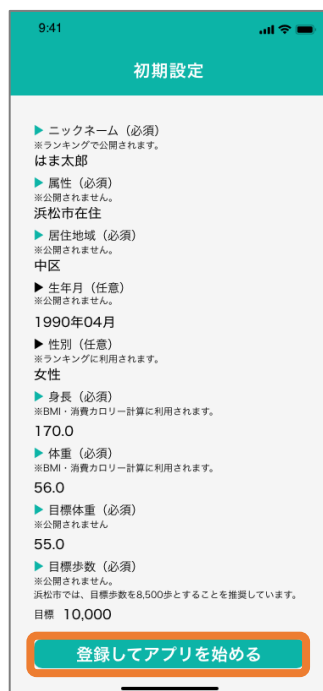 9:41
初期設定
▶ ニックネーム（必須）
※ランキングで公開されます。
はま太郎
▶ 属性（必須）
※公開されません。
浜松市在住
▶ 居住地域（必須）
※公開されません。
中区
▶ 生年月（任意）
※公開されません。
1990年04月
▶ 性別（任意）
※ランキングに利用されます。
女性
▶ 身長（必須）
※BMI・消費カロリー計算に利用されます。
170.0
▶ 体重（必須）
※BMI・消費カロリー計算に利用されます。
56.0
▶ 目標体重（必須）
※公開されません
55.0
▶ 目標歩数（必須）
※公開されません。
浜松市では、目標歩数を8,500歩とすることを推奨しています。
目標 10,000
登録してアプリを始める